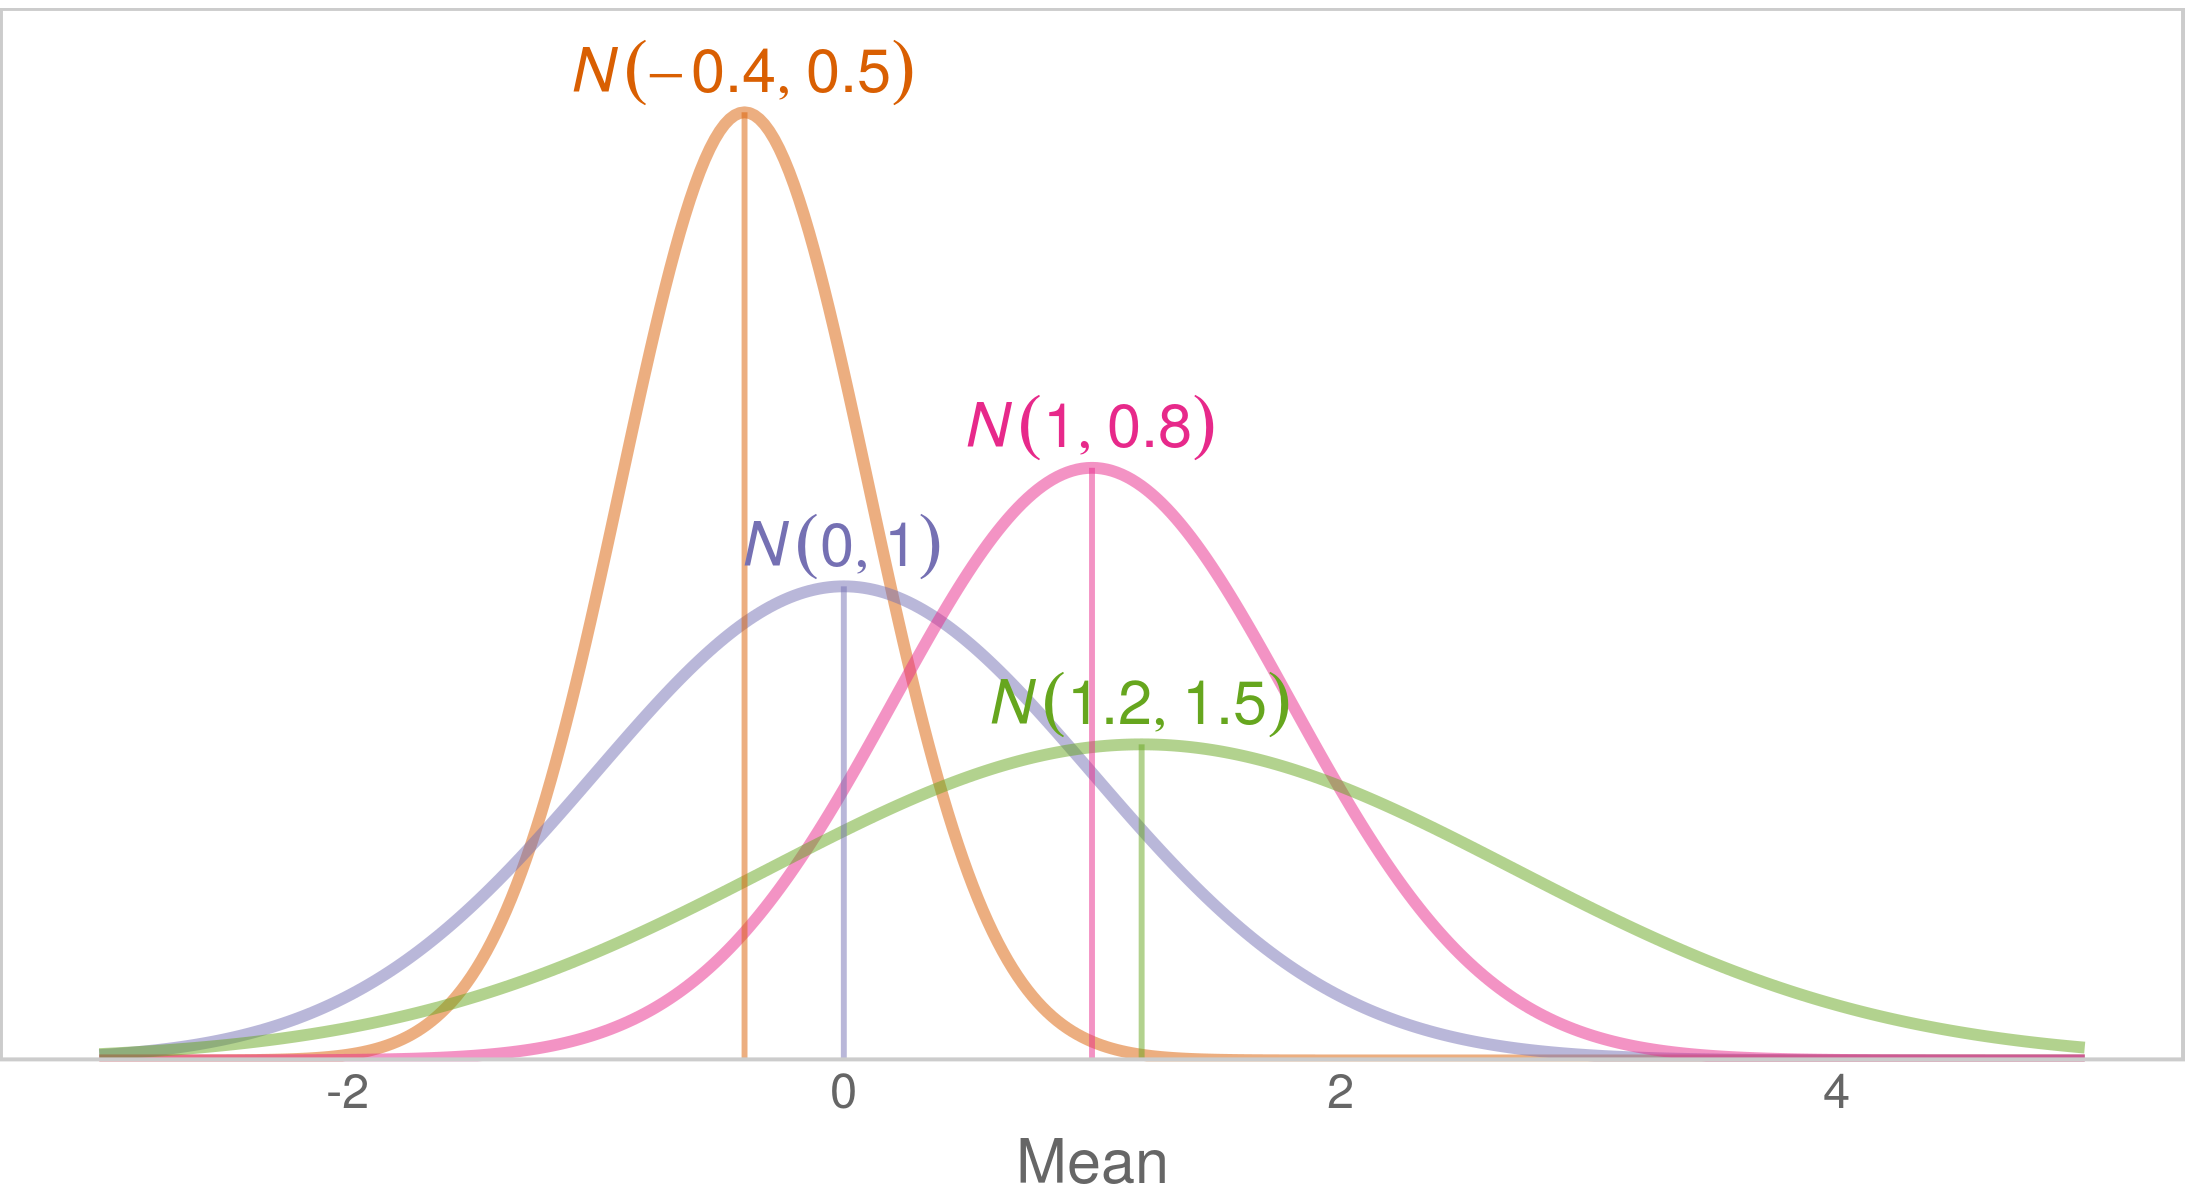 N(−0.4, 0.5)
N(1, 0.8)
N(0, 1)
N(1.2, 1.5)
-2 0 2 4
Mean